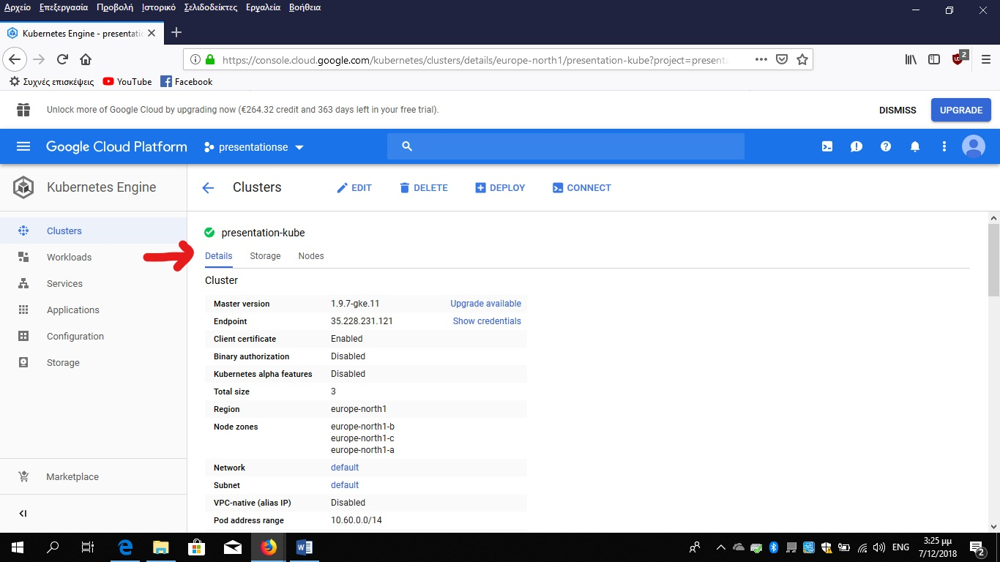 Αρχείο Επεξεργασία Προβολή Ιστορικό Σελιδοδείκτες Εργαλεία Βοήθεια
Kubernetes Engine - presentatio
https://console.cloud.google.com/kubernetes/clusters/details/europe-north1/presentation-kube?project=presenta
2
Συχνές επισκέψεις YouTube Facebook
Unlock more of Google Cloud by upgrading now (€264.32 credit and 363 days left in your free trial).
DISMISS UPGRADE
Google Cloud Platform presentationse
Kubernetes Engine
Clusters EDIT DELETE DEPLOY CONNECT
Clusters
Workloads
Services
Applications
Configuration
Storage
Marketplace
presentation-kube
Details Storage Nodes
Cluster
Master version 1.9.7-gke.11 Upgrade available
Endpoint 35.228.231.121 Show credentials
Client certificate Enabled
Binary authorization Disabled
Kubernetes alpha features Disabled
Total size 3
Region europe-north1
Node zones europe-north1-b
europe-north1-c
europe-north1-a
Network default
Subnet default
VPC-native (alias IP) Disabled
Pod address range 10.60.0.0/14
ENG
3:25 μμ
7/12/2018
2